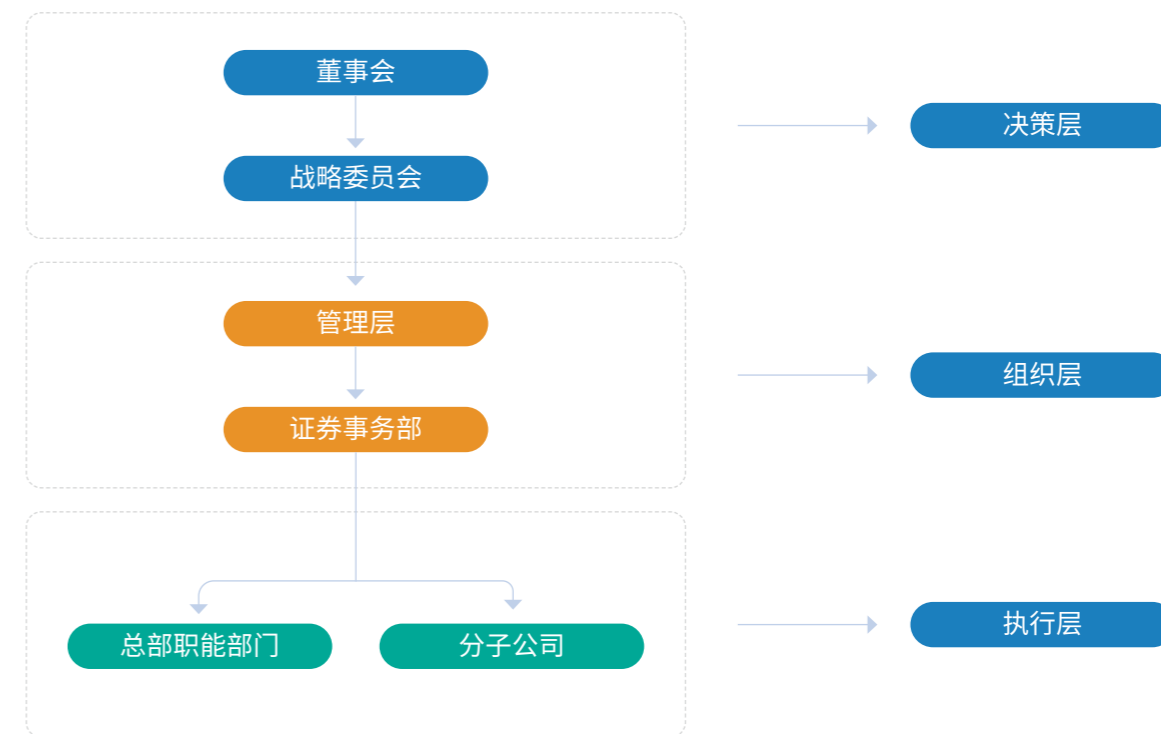 董事会
决策层
战略委员会
管理层
组织层
证券事务部
总部职能部门
分子公司
执行层